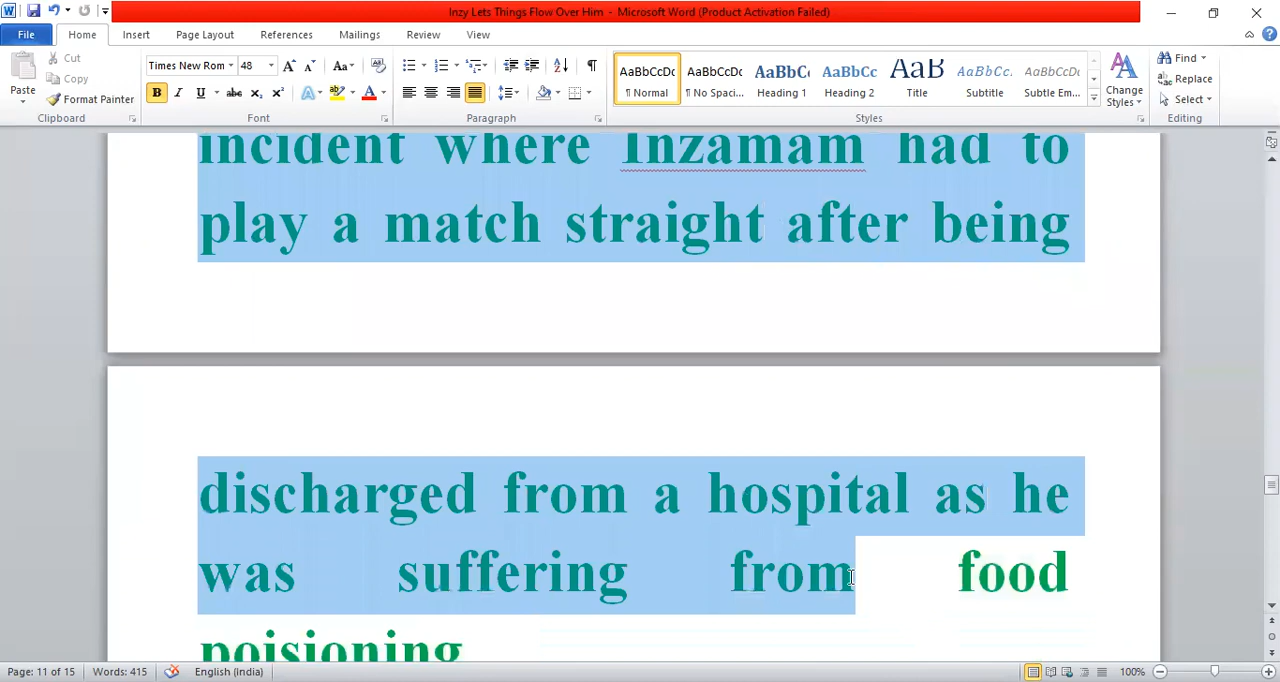 Inzy Lets Things Flow Over Him - Microsoft Word (Product Activation Failed)
File Home Insert Page Layout References Mailings Review View
Paste
Cut
Copy
Format Painter
Clipboard
Times New Rom 48
Font
Paragraph
AaBbCcDc AaBbCcDc AaBbC AaBbCc AaB AaBbCc. AaBbCcDc
¶ Normal ¶ No Spaci... Heading 1 Heading 2 Title Subtitle Subtle Em...
Styles
Change
Styles
Find
Replace
Select
Editing
incident where Inzamam had to
play a match straight after being
discharged from a hospital as he
was suffering from food
poisioning
Page: 11 of 15 Words: 415 English (India) 100%